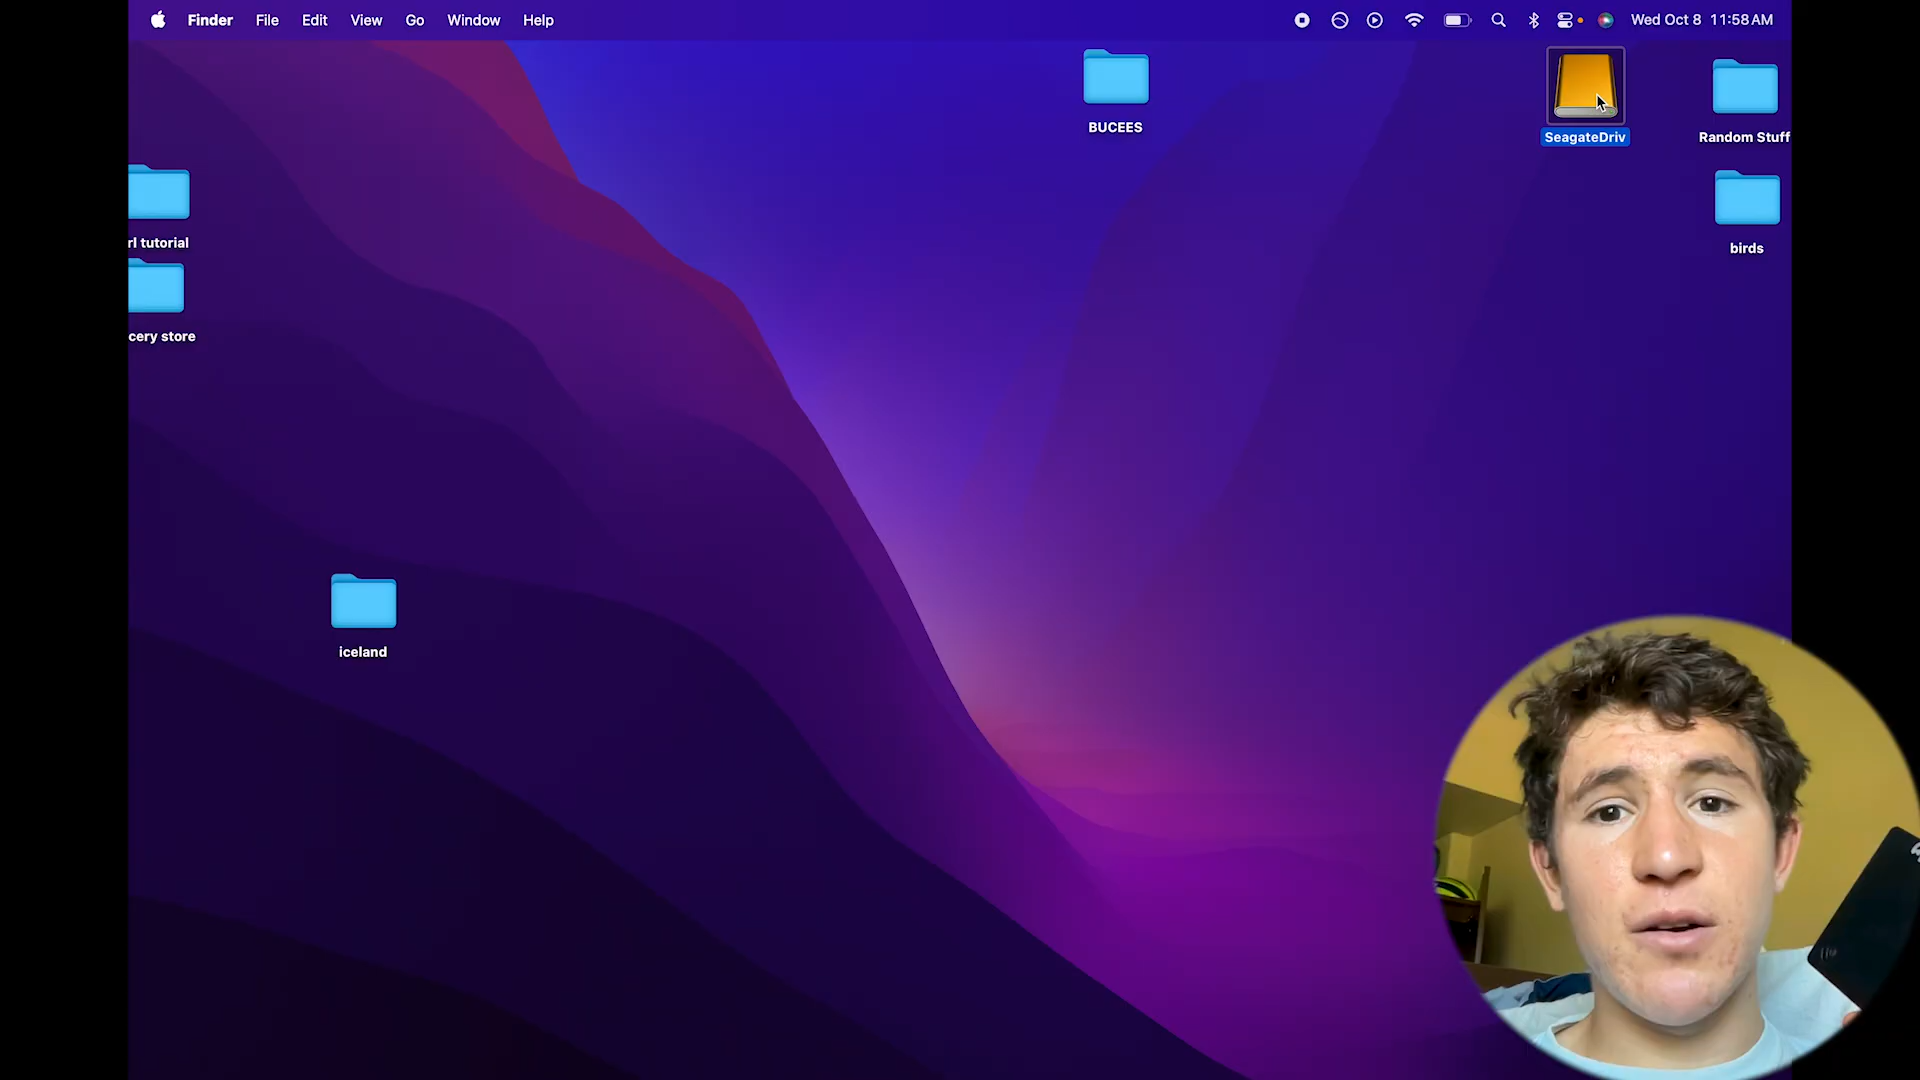 Finder File Edit View Go Window Help Wed Oct 8 11:58 AM
BUCEES
SeagateDriv
Random Stuff
rl tutorial
birds
cery store
iceland